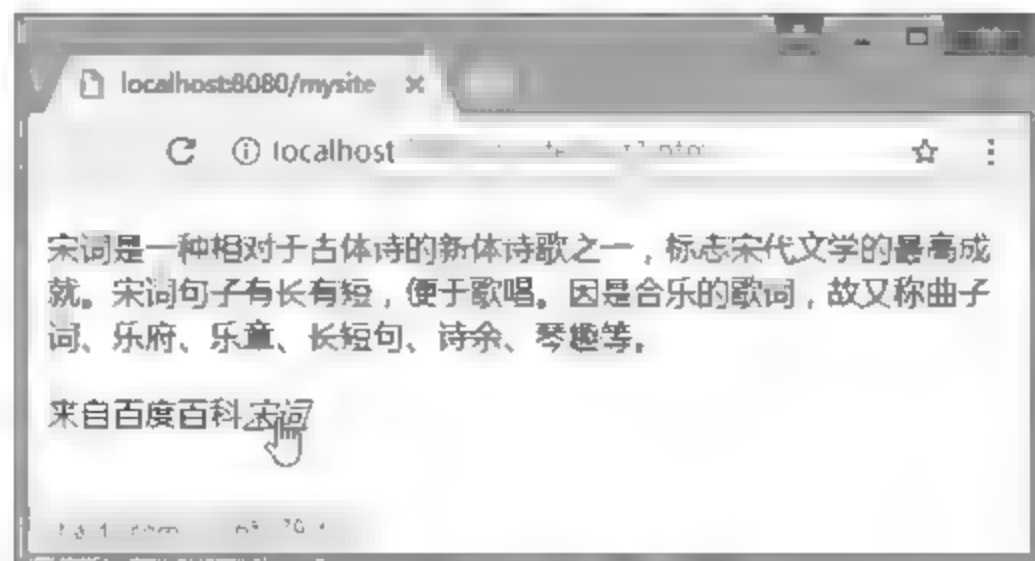 localhost:8080/mysite
localhost
宋词是一种相对于古体诗的新体诗歌之一，标志宋代文学的最高成
就。宋词句子有长有短，便于歌唱。因是合乐的歌词，故又称曲子
词、乐府、乐章、长短句、诗余、琴趣等。
来自百度百科宋词